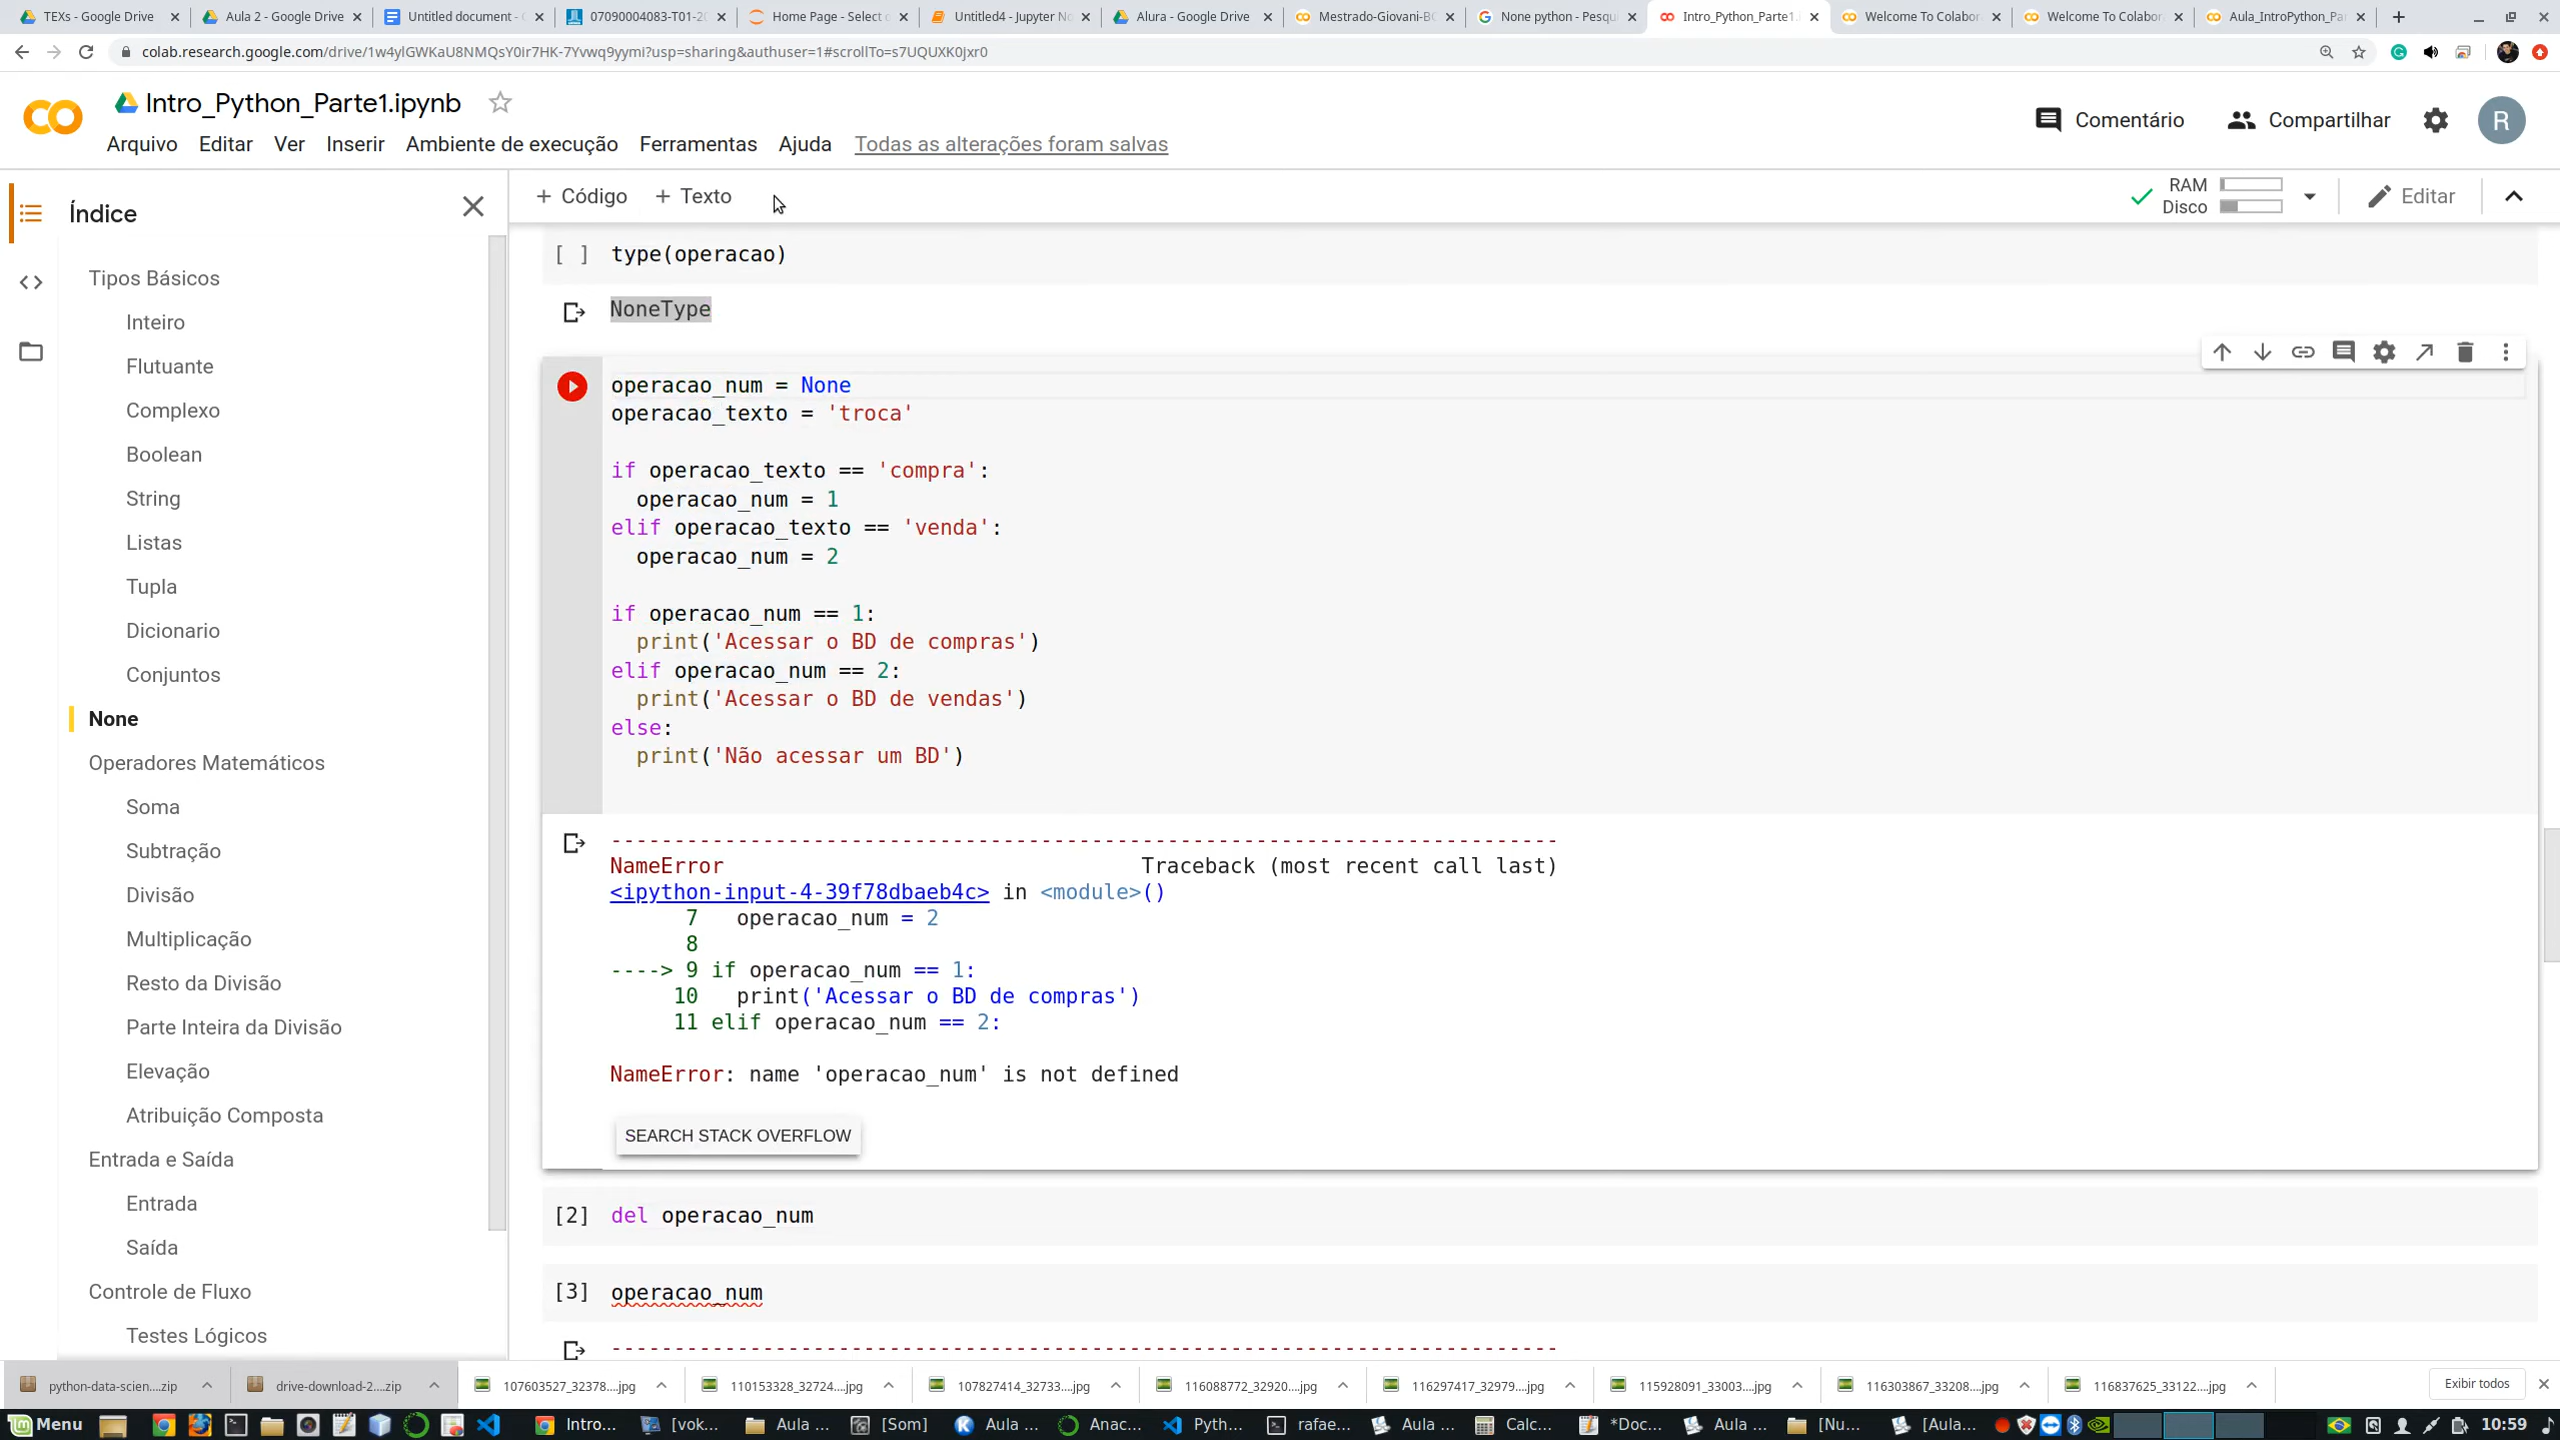 TEXs - Google Drive
Aula 2 - Google Drive
Untitled document - G
07090004083-T01-20
Home Page - Select o
Untitled4 - Jupyter No
Alura - Google Drive
Mestrado-Giovani-BC
None python - Pesqu
Intro_Python_Parte1.i
Welcome To Colabor
Welcome To Colabor
Aula_IntroPython_Pa
colab.research.google.com/drive/1w4ylGWKaU8NMQsY0ir7HK-7Yvwq9yymi?usp=sharing&authuser=1#scrollTo=s7UQUXK0Jxr0
Intro_Python_Parte1.ipynb
Comentário
Compartilhar
R
Arquivo Editar Ver Inserir Ambiente de execução Ferramentas Ajuda Todas as alterações foram salvas
+ Código + Texto
RAM
Disco
Editar
Índice
Tipos Básicos
Inteiro
Flutuante
Complexo
Boolean
String
Listas
Tupla
Dicionario
Conjuntos
None
Operadores Matemáticos
Soma
Subtração
Divisão
Multiplicação
Resto da Divisão
Parte Inteira da Divisão
Elevação
Atribuição Composta
Entrada e Saída
Entrada
Saída
Controle de Fluxo
Testes Lógicos
[ ] type(operacao)
NoneType
operacao_num = None
operacao_texto = 'troca'
if operacao_texto == 'compra':
operacao_num = 1
elif operacao_texto == 'venda':
operacao_num = 2
if operacao_num == 1:
print('Acessar o BD de compras')
elif operacao_num == 2:
print('Acessar o BD de vendas')
else:
print('Não acessar um BD')
---------------------------------------------------------------------------
NameError Traceback (most recent call last)
<ipython-input-4-39f78dbaeb4c> in <module>()
7 operacao_num = 2
8
----> 9 if operacao_num == 1:
10 print('Acessar o BD de compras')
11 elif operacao_num == 2:
NameError: name 'operacao_num' is not defined
SEARCH STACK OVERFLOW
[2] del operacao_num
[3] operacao_num
---------------------------------------------------------------------------
python-data-scien....zip
drive-download-2....zip
107603527_32378....jpg
110153328_32724....jpg
107827414_32733....jpg
116088772_32920....jpg
116297417_32979....jpg
115928091_33003....jpg
116303867_33208....jpg
116837625_33122....jpg
Exibir todos
Menu
Intro...
[vok...
Aula ...
[Som]
Aula ...
Anac...
Pyth...
rafae...
Aula ...
Calc...
*Doc...
Aula ...
[Nu...
[Aula...
10:59